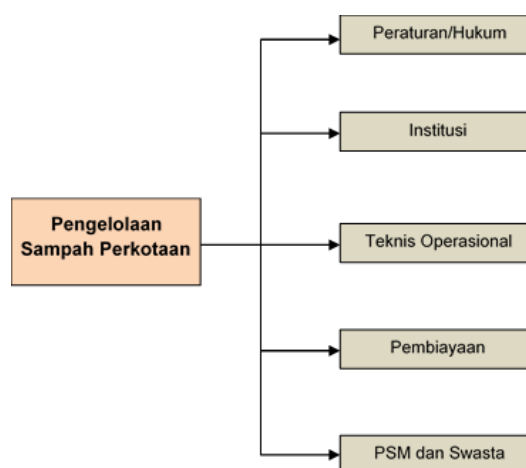 Peraturan/Hukum
Institusi
Pengelolaan
Sampah Perkotaan
Teknis Operasional
Pembiayaan
PSM dan Swasta